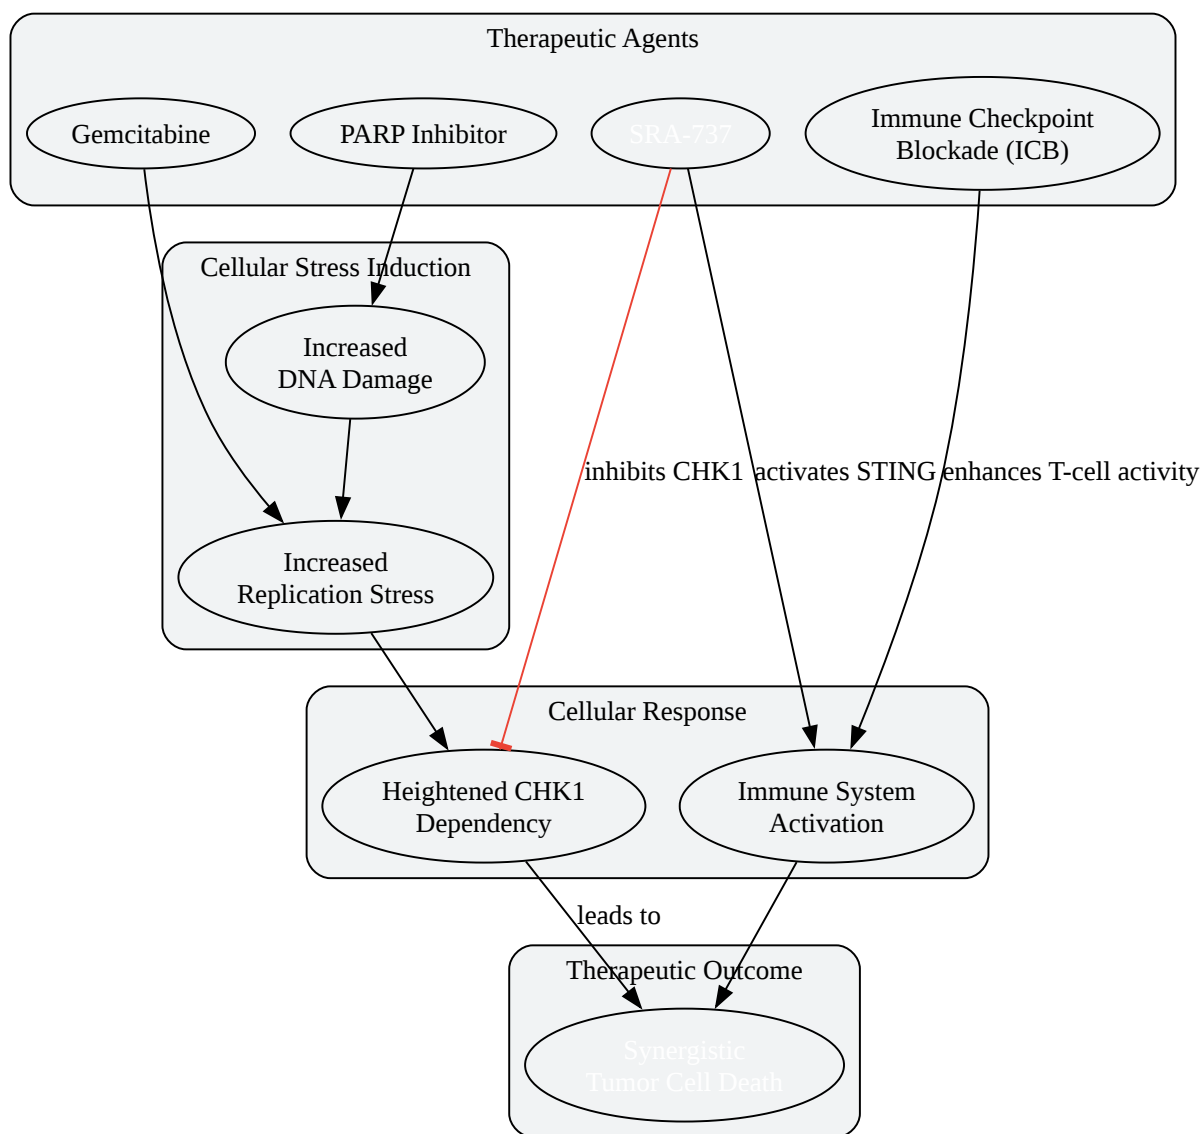 Therapeutic Agents
Gemcitabine
PARP Inhibitor
SRA-737
Immune Checkpoint
Blockade (ICB)
Cellular Stress Induction
Increased
DNA Damage
inhibits CHK1
activates STING
enhances T-cell activity
Increased
Replication Stress
Cellular Response
Heightened CHK1
Dependency
Immune System
Activation
leads to
Therapeutic Outcome
Synergistic
Tumor Cell Death